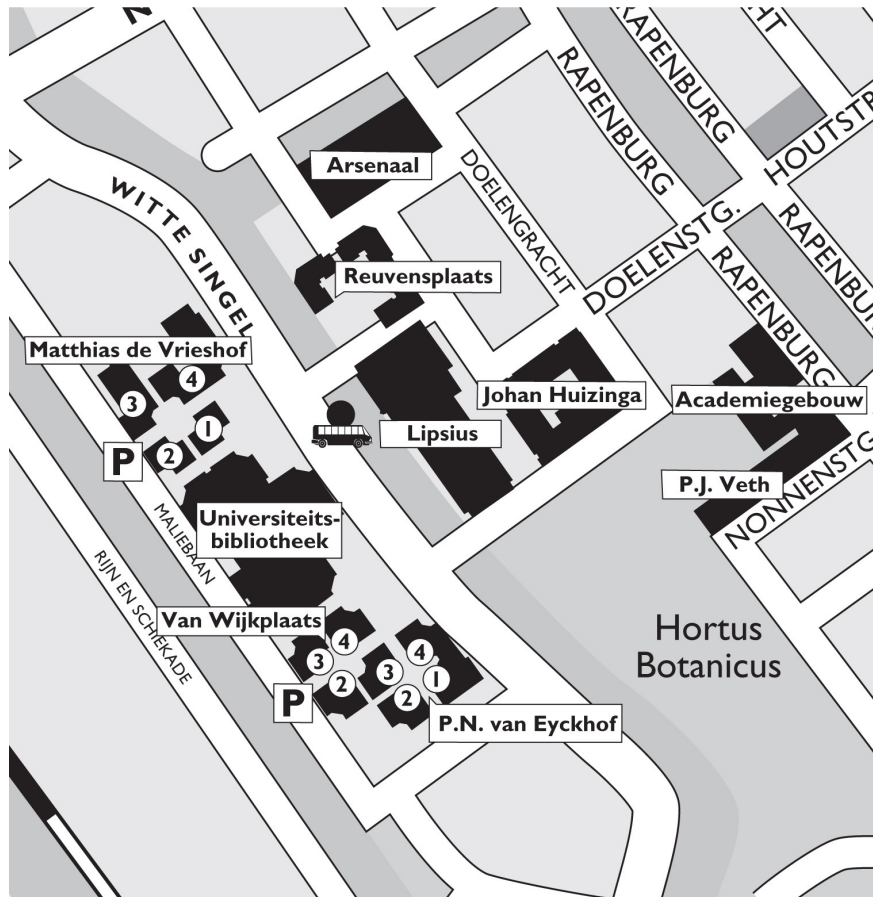 RAPENBURG
RAPENBURG
HOUTSTR
Arsenaal
DOELENGRACHT
DOELENSTG.
RAPENBURG
WITTE SINGEL
Reuvensplaats
RAPENBURG
Matthias de Vrieshof
4
3
1
2
P
Johan Huizinga
Academiegebouw
Lipsius
P.J. Veth
NONNENSTG.
Universiteits-
bibliotheek
MALIEBAAN
RIJN EN SCHIEKADE
Van Wijkplaats
4
3
2
P
4
3
1
2
P.N. van Eyckhof
Hortus
Botanicus